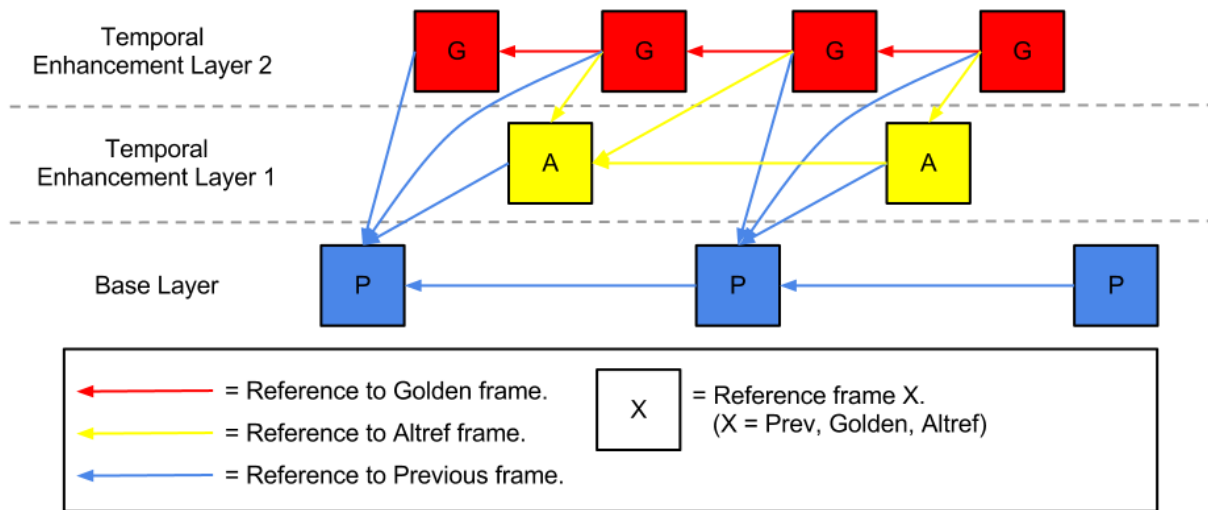 Temporal
Enhancement Layer 2
G
G
G
G
Temporal
Enhancement Layer 1
A
A
Base Layer
P
P
P
= Reference to Golden frame.
= Reference to Altref frame.
= Reference to Previous frame.
X
= Reference frame X.
(X = Prev, Golden, Altref)